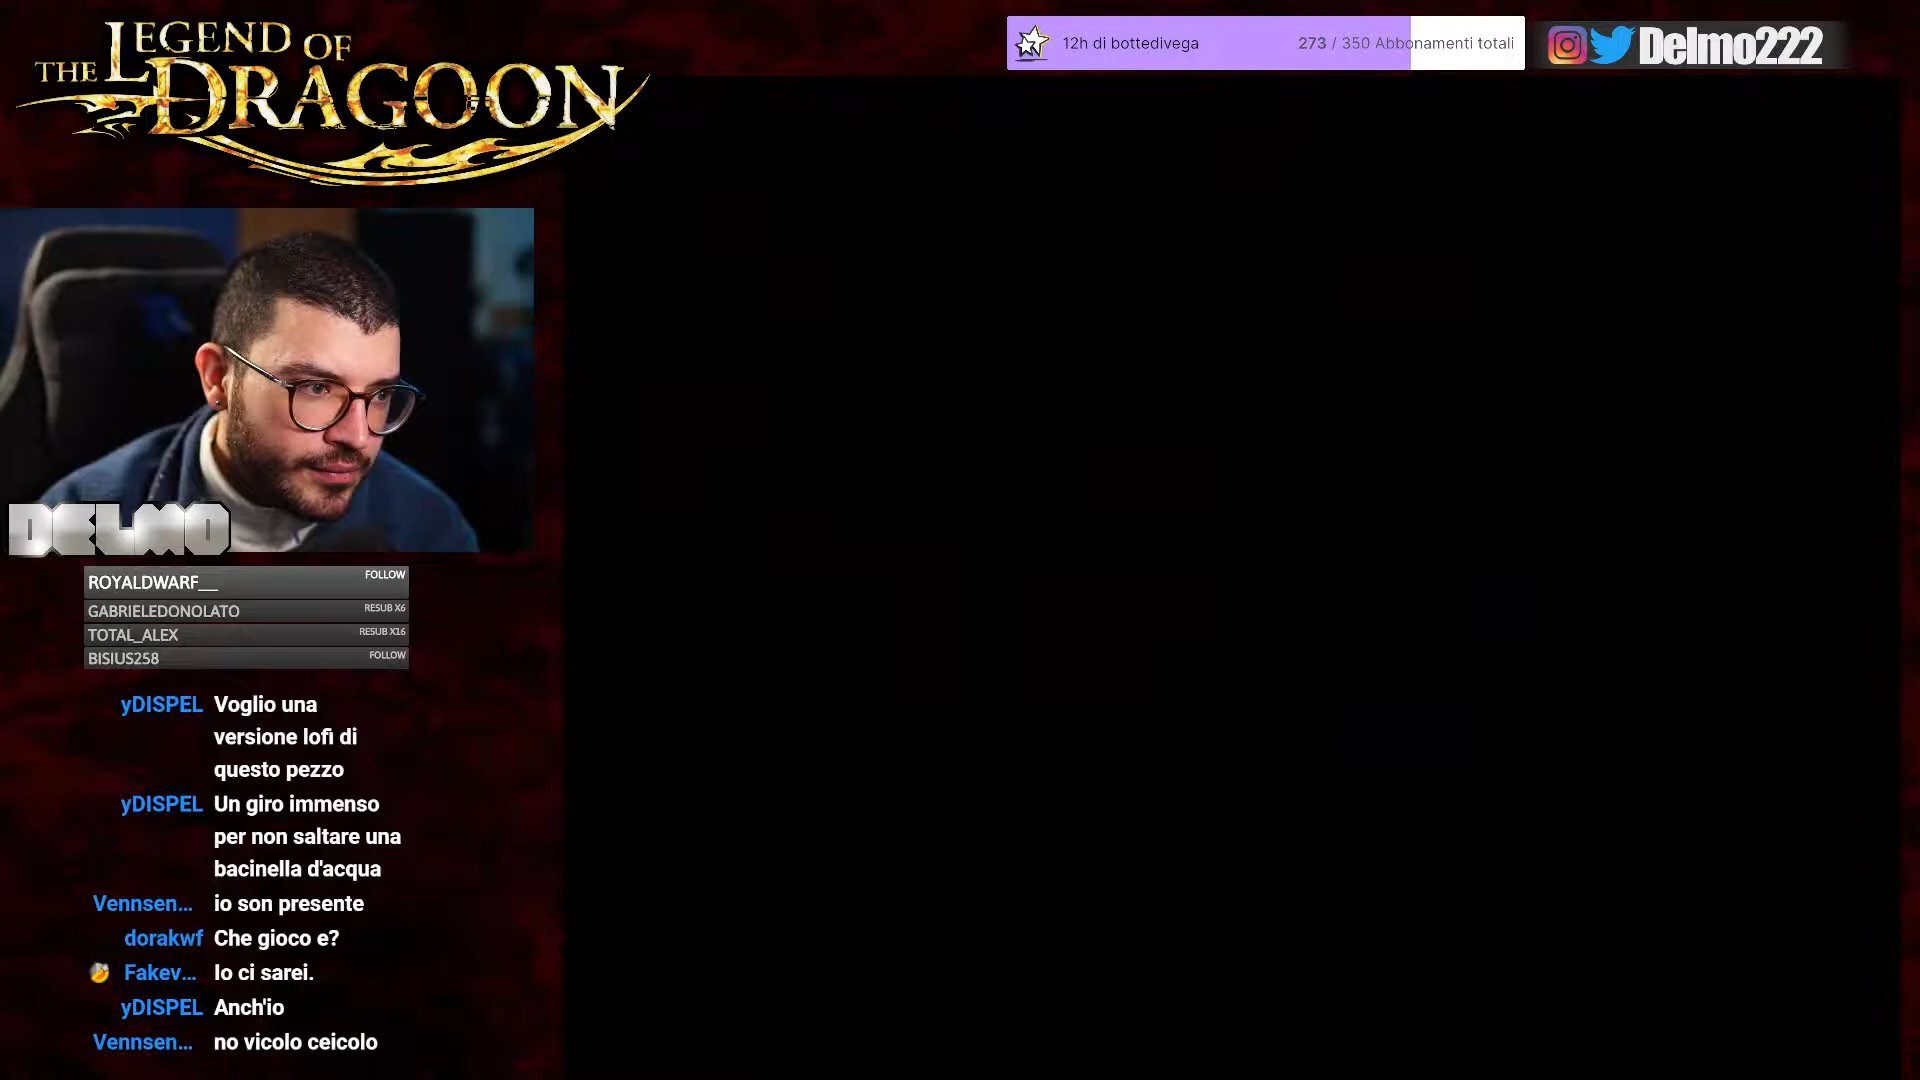 THE LEGEND OF
DRAGOON
12h di bottedivega 273 / 350 Abbonamenti totali
Delmo222
DELMO
ROYALDWARF__ FOLLOW
GABRIELEDONOLATO RESUB X6
TOTAL_ALEX RESUB X16
BISIUS258 FOLLOW
yDISPEL Voglio una
versione lofi di
questo pezzo
yDISPEL Un giro immenso
per non saltare una
bacinella d'acqua
Vennsen... io son presente
dorakwf Che gioco e?
Fakev... Io ci sarei.
yDISPEL Anch'io
Vennsen... no vicolo ceicolo